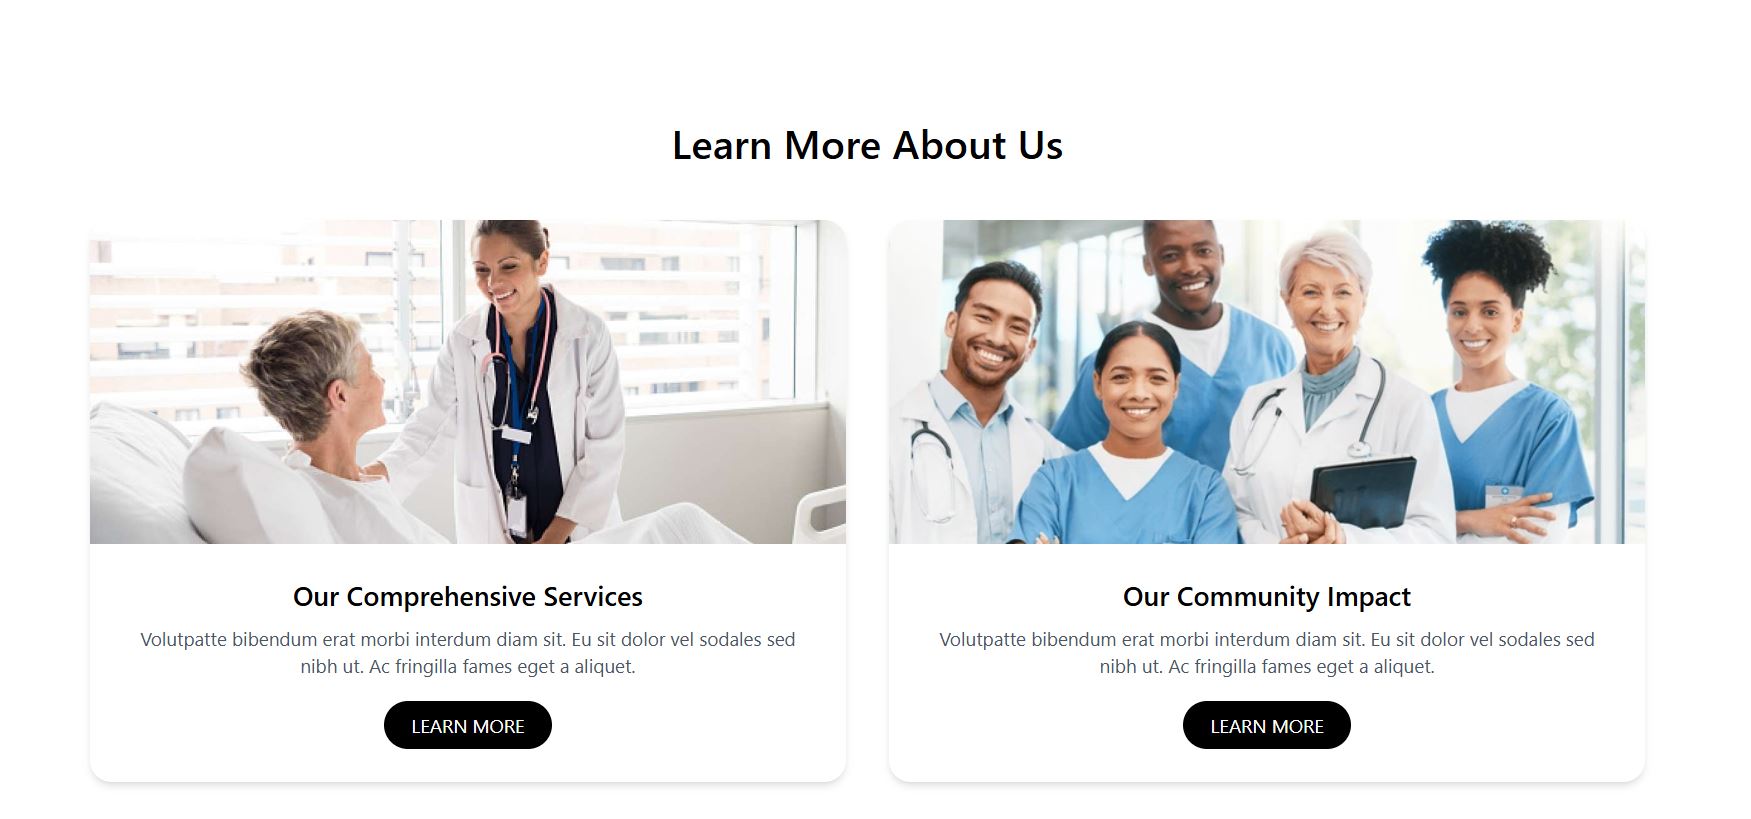 Learn More About Us
Our Comprehensive Services
Volutpatte bibendum erat morbi interdum diam sit. Eu sit dolor vel sodales sed
nibh ut. Ac fringilla fames eget a aliquet.
LEARN MORE
Our Community Impact
Volutpatte bibendum erat morbi interdum diam sit. Eu sit dolor vel sodales sed
nibh ut. Ac fringilla fames eget a aliquet.
LEARN MORE